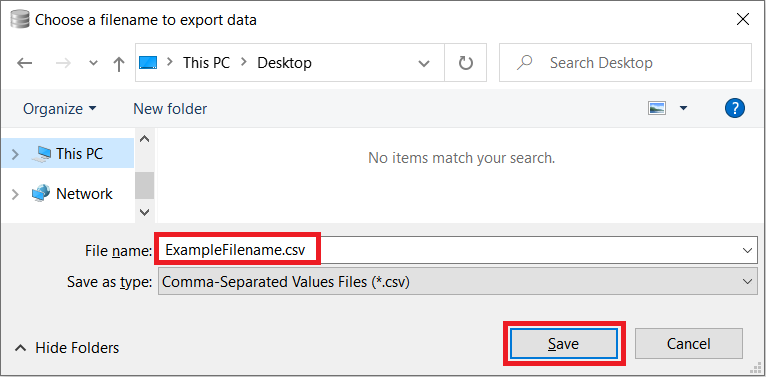 Choose a filename to export data
This PC > Desktop
Search Desktop
Organize
New folder
?
This PC
Network
No items match your search.
File name: ExampleFilename.csv
Save as type: Comma-Separated Values Files (*.csv)
Hide Folders
Save
Cancel